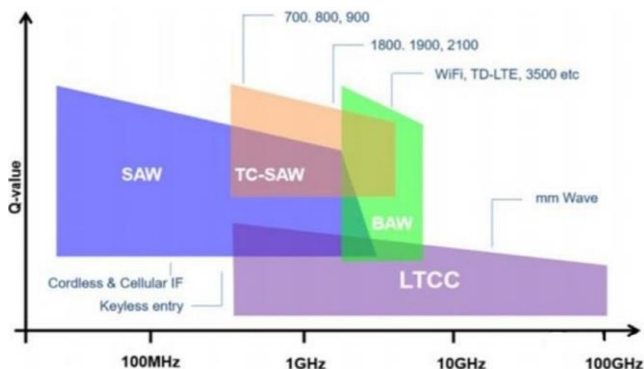 700. 800, 900
1800. 1900, 2100
WiFi, TD-LTE, 3500 etc
Q-value
SAW
TC-SAW
BAW
mm Wave
Cordless & Cellular IF
LTCC
Keyless entry
100MHz
1GHz
10GHz
100GHz